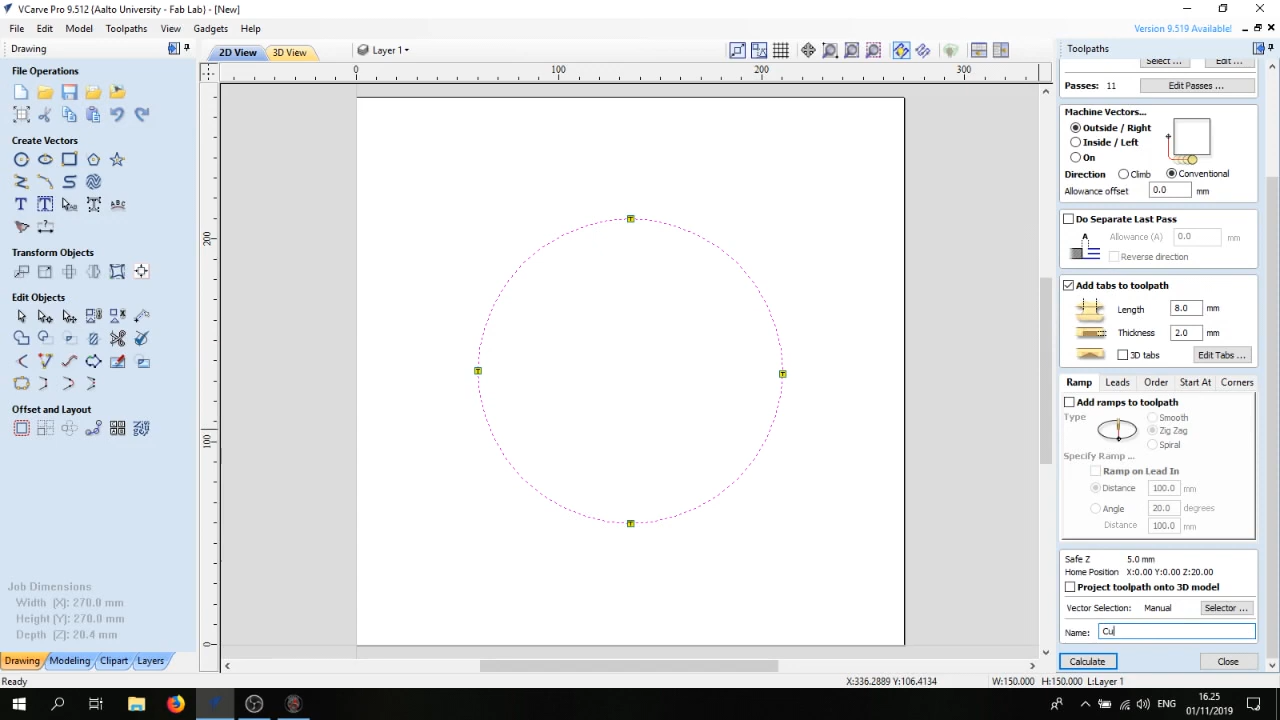 VCarve Pro 9.512 {Aalto University - Fab Lab} - [New]
File Edit Model Toolpaths View Gadgets Help
Version 9.519 Available!
Drawing
2D View 3D View Layer 1
Toolpaths
File Operations
0 100 200 300
Select ... Edit ...
Passes: 11 Edit Passes ...
Create Vectors
Machine Vectors...
Outside / Right
Inside / Left
On
Direction Climb Conventional
Allowance offset 0.0 mm
200
Do Separate Last Pass
A Allowance (A) 0.0 mm
Reverse direction
Transform Objects
Add tabs to toolpath
Length 8.0 mm
Thickness 2.0 mm
3D tabs Edit Tabs ...
Edit Objects
T
T
T
T
Ramp Leads Order Start At Corners
Add ramps to toolpath
Type Smooth
Zig Zag
Spiral
Specify Ramp ...
Ramp on Lead In
Distance 100.0 mm
Angle 20.0 degrees
Distance 100.0 mm
Offset and Layout
100
Safe Z 5.0 mm
Home Position X:0.00 Y:0.00 Z:20.00
Project toolpath onto 3D model
Vector Selection: Manual Selector ...
Name: Cu
Calculate Close
Job Dimensions
Width (X): 270.0 mm
Height (Y): 270.0 mm
Depth (Z): 20.4 mm
0
Drawing Modeling Clipart Layers
Ready X:336.2889 Y:106.4134 W:150.000 H:150.000 L:Layer 1
ENG
16.25
01/11/2019